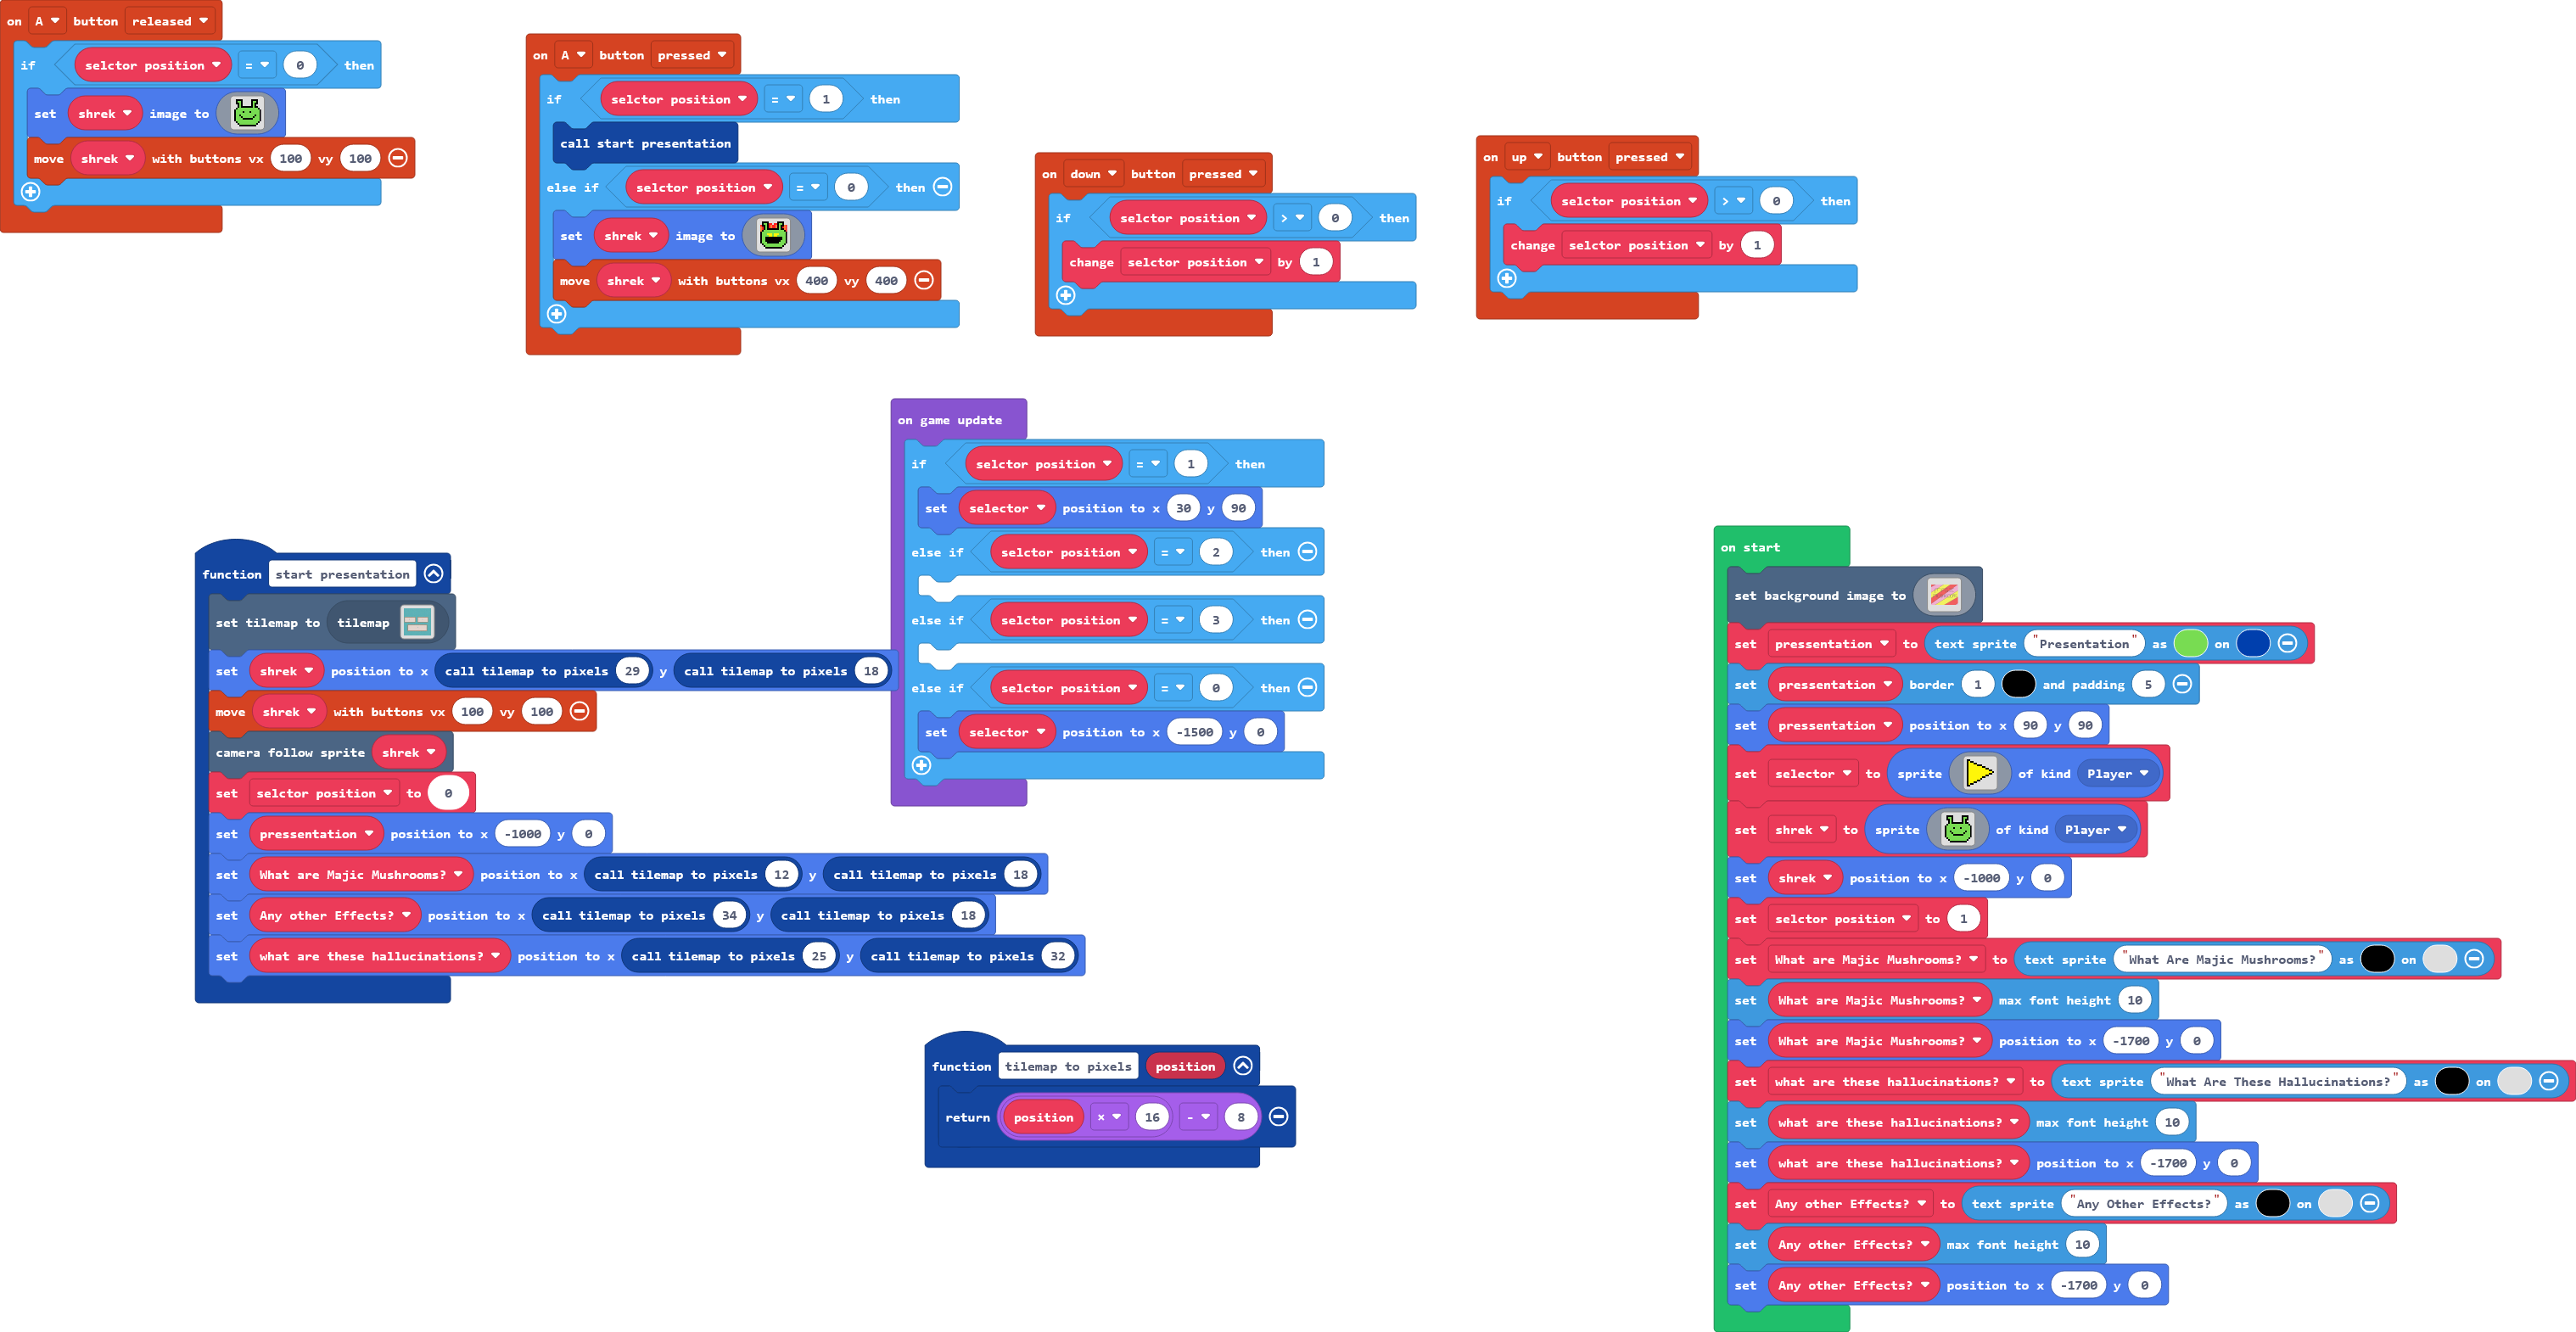 on A button released
if selctor position = 0 then
set shrek image to
move shrek with buttons vx 100 vy 100
on A button pressed
if selctor position = 1 then
call start presentation
else if selctor position = 0 then
set shrek image to
move shrek with buttons vx 400 vy 400
on down button pressed
if selctor position > 0 then
change selctor position by 1
on up button pressed
if selctor position > 0 then
change selctor position by 1
on game update
if selctor position = 1 then
set selector position to x 30 y 90
else if selctor position = 2 then
else if selctor position = 3 then
else if selctor position = 0 then
set selector position to x -1500 y 0
function start presentation
set tilemap to tilemap
set shrek position to x call tilemap to pixels 29 y call tilemap to pixels 18
move shrek with buttons vx 100 vy 100
camera follow sprite shrek
set selctor position to 0
set pressentation position to x -1000 y 0
set What are Majic Mushrooms? position to x call tilemap to pixels 12 y call tilemap to pixels 18
set Any other Effects? position to x call tilemap to pixels 34 y call tilemap to pixels 18
set what are these hallucinations? position to x call tilemap to pixels 25 y call tilemap to pixels 32
function tilemap to pixels position
return position × 16 - 8
on start
set background image to
set pressentation to text sprite "Presentation" as on
set pressentation border 1 and padding 5
set pressentation position to x 90 y 90
set selector to sprite of kind Player
set shrek to sprite of kind Player
set shrek position to x -1000 y 0
set selctor position to 1
set What are Majic Mushrooms? to text sprite "What Are Majic Mushrooms?" as on
set What are Majic Mushrooms? max font height 10
set What are Majic Mushrooms? position to x -1700 y 0
set what are these hallucinations? to text sprite "What Are These Hallucinations?" as on
set what are these hallucinations? max font height 10
set what are these hallucinations? position to x -1700 y 0
set Any other Effects? to text sprite "Any Other Effects?" as on
set Any other Effects? max font height 10
set Any other Effects? position to x -1700 y 0